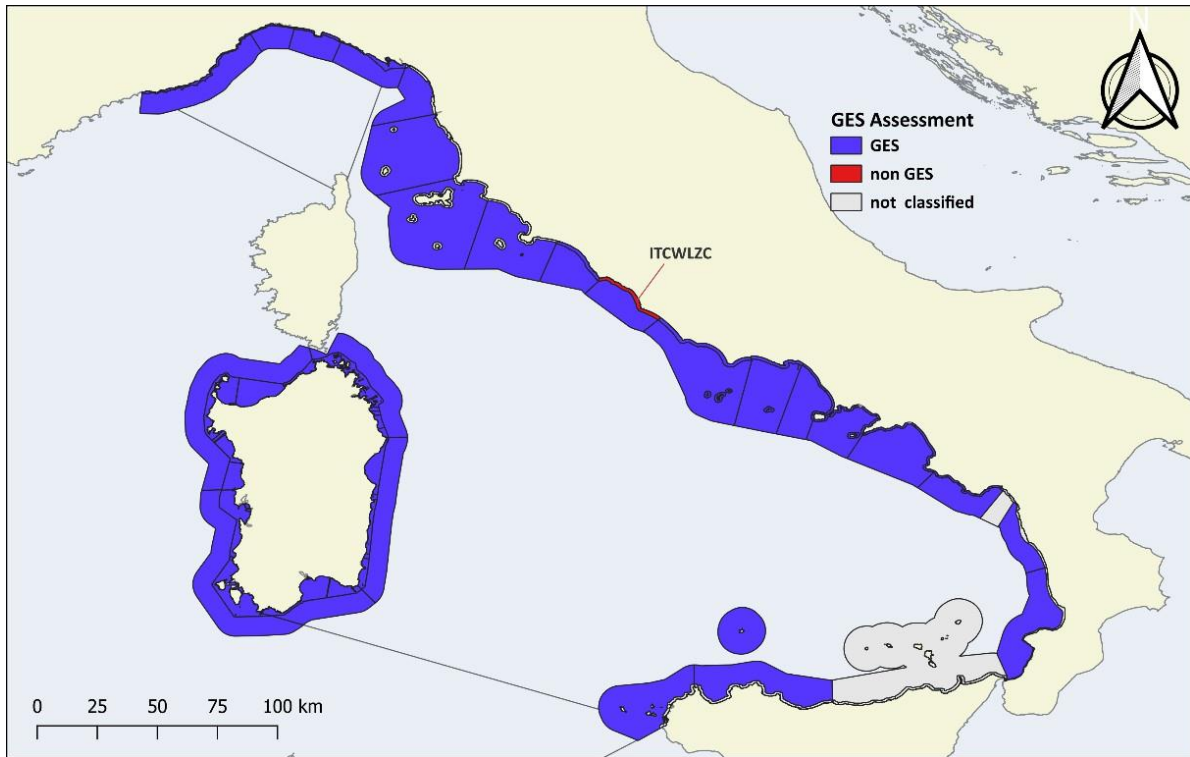 N
GES Assessment
GES
non GES
not classified
ITCWLZC
0 25 50 75 100 km